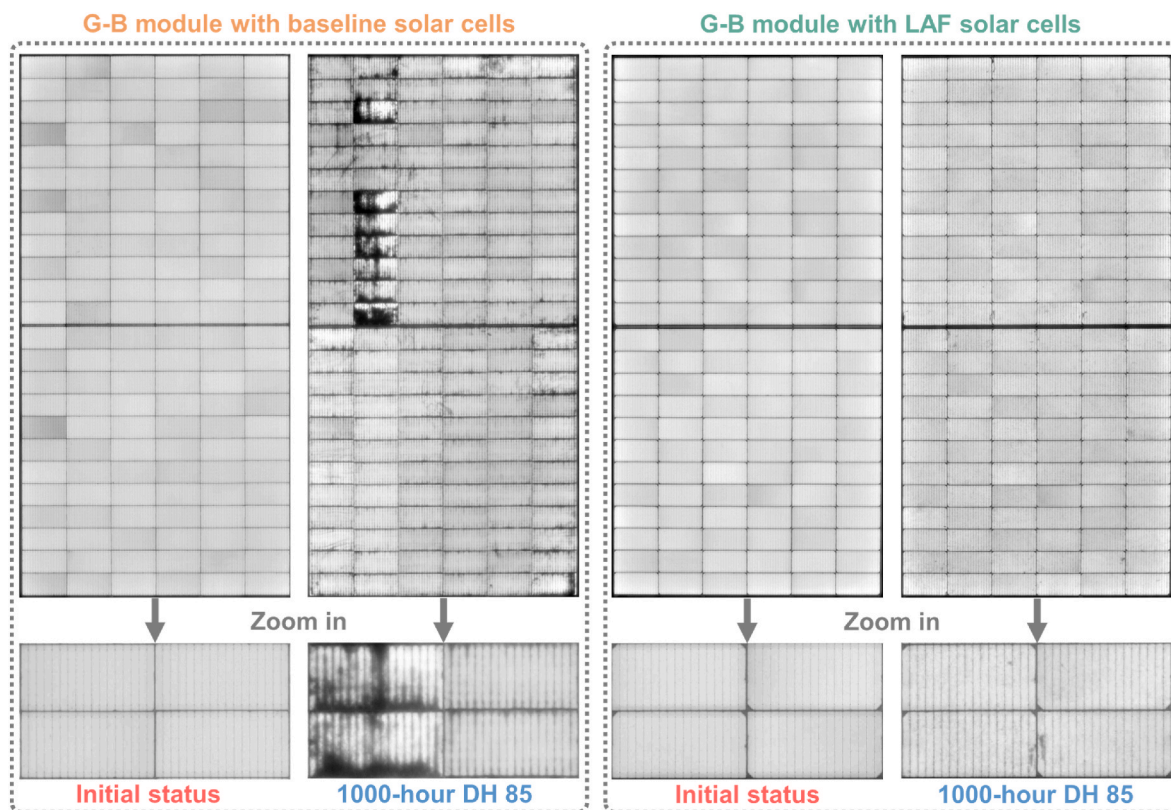 G-B module with baseline solar cells
G-B module with LAF solar cells
Zoom in
Zoom in
Initial status
1000-hour DH 85
Initial status
1000-hour DH 85